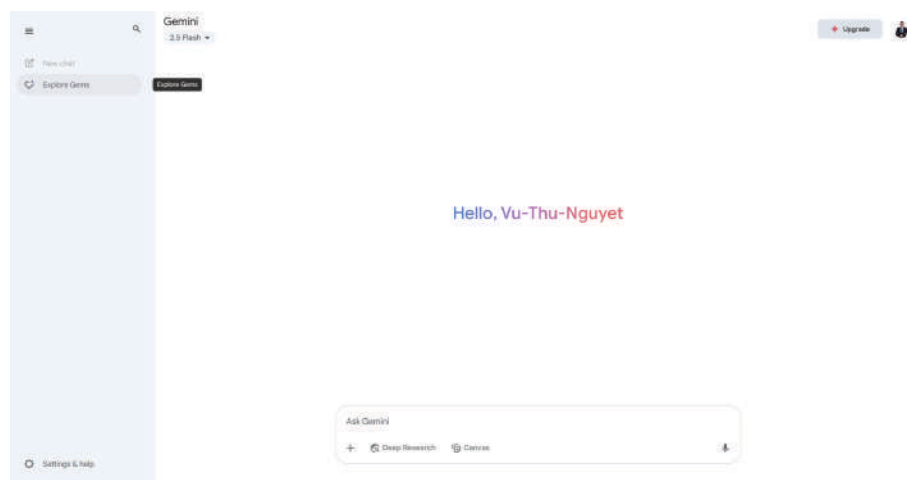 Gemini
2.5 Flash
Upgrade
New chat
Explore Gems
Explore Gems
Hello, Vu-Thu-Nguyet
Ask Gemini
Deep Research
Canvas
Settings & help